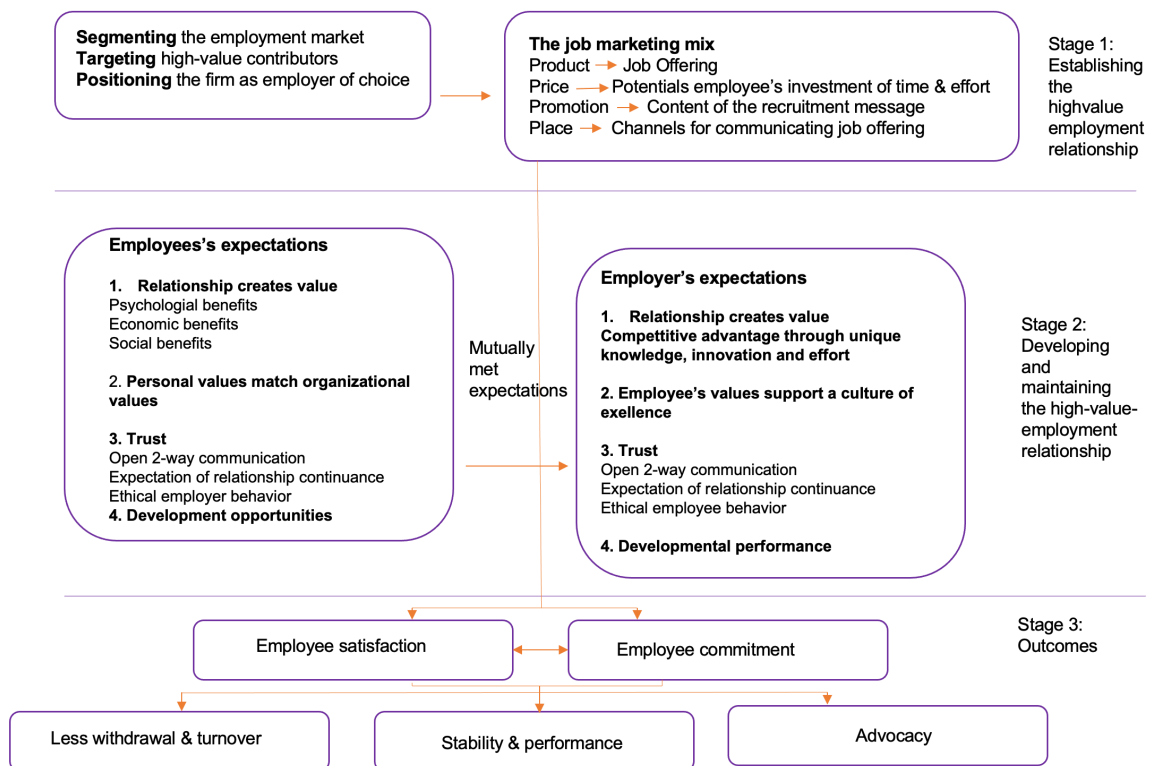 Segmenting the employment market
Targeting high-value contributors
Positioning the firm as employer of choice
The job marketing mix
Product Job Offering
Price Potentials employee's investment of time & effort
Promotion Content of the recruitment message
Place Channels for communicating job offering
Stage 1:
Establishing
the
highvalue
employment
relationship
Employees's expectations
1. Relationship creates value
Psychologial benefits
Economic benefits
Social benefits
2. Personal values match organizational
values
3. Trust
Open 2-way communication
Expectation of relationship continuance
Ethical employer behavior
4. Development opportunities
Mutually
met
expectations
Employer's expectations
1. Relationship creates value
Compettitive advantage through unique
knowledge, innovation and effort
2. Employee's values support a culture of
exellence
3. Trust
Open 2-way communication
Expectation of relationship continuance
Ethical employee behavior
4. Developmental performance
Stage 2:
Developing
and
maintaining
the high-value-
employment
relationship
Employee satisfaction
Employee commitment
Stage 3:
Outcomes
Less withdrawal & turnover
Stability & performance
Advocacy